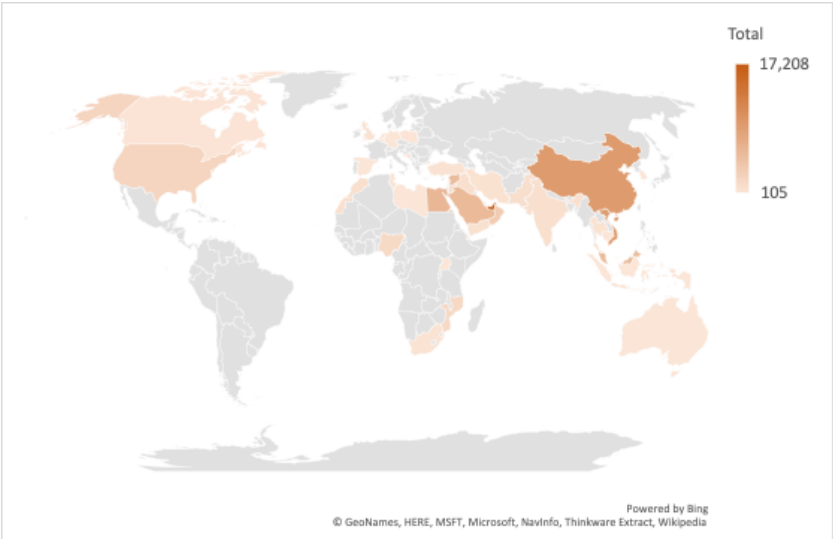 Total
17,208
105
Powered by Bing
© GeoNames, HERE, MSFT, Microsoft, NavInfo, Thinkware Extract, Wikipedia